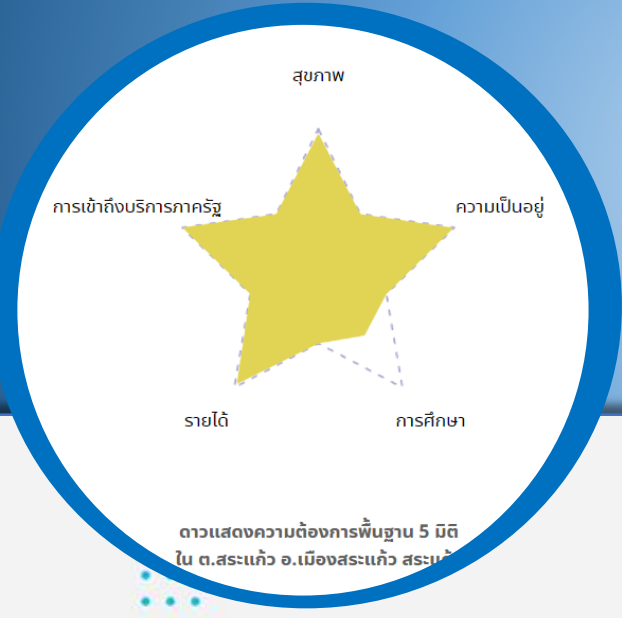 สุขภาพ
การเข้าถึงบริการภาครัฐ
ความเป็นอยู่
รายได้
การศึกษา
ดาวแสดงความต้องการพื้นฐาน 5 มิติ
ใน ต.สระแก้ว อ.เมืองสระแก้ว